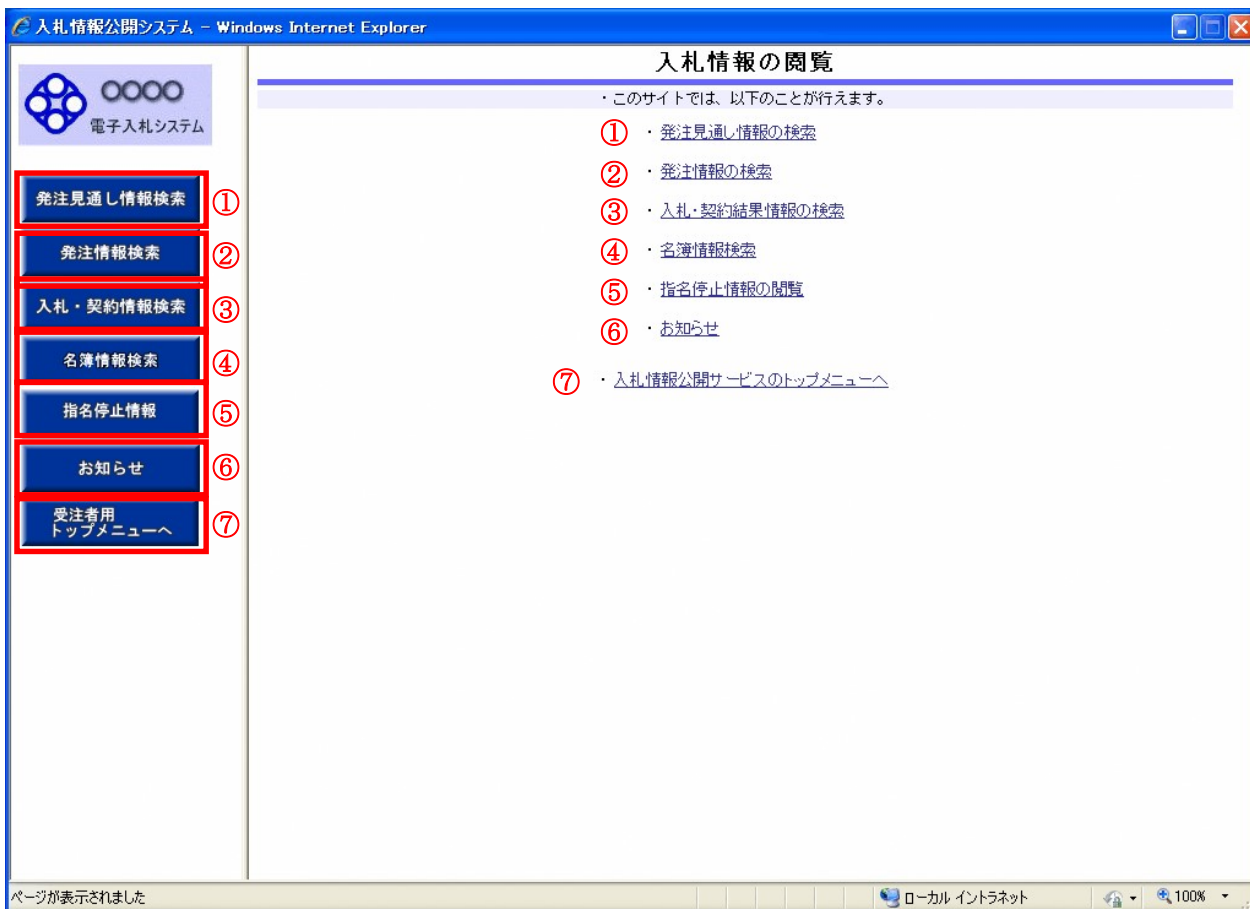 入札情報公開システム - Windows Internet Explorer
○○○○
電子入札システム
発注見通し情報検索 ①
発注情報検索 ②
入札・契約情報検索 ③
名簿情報検索 ④
指名停止情報 ⑤
お知らせ ⑥
受注者用
トップメニューへ ⑦
入札情報の閲覧
・このサイトでは、以下のことが行えます。
① ・発注見通し情報の検索
② ・発注情報の検索
③ ・入札・契約結果情報の検索
④ ・名簿情報検索
⑤ ・指名停止情報の閲覧
⑥ ・お知らせ
⑦ ・入札情報公開サービスのトップメニューへ
ページが表示されました
ローカル イントラネット
100%